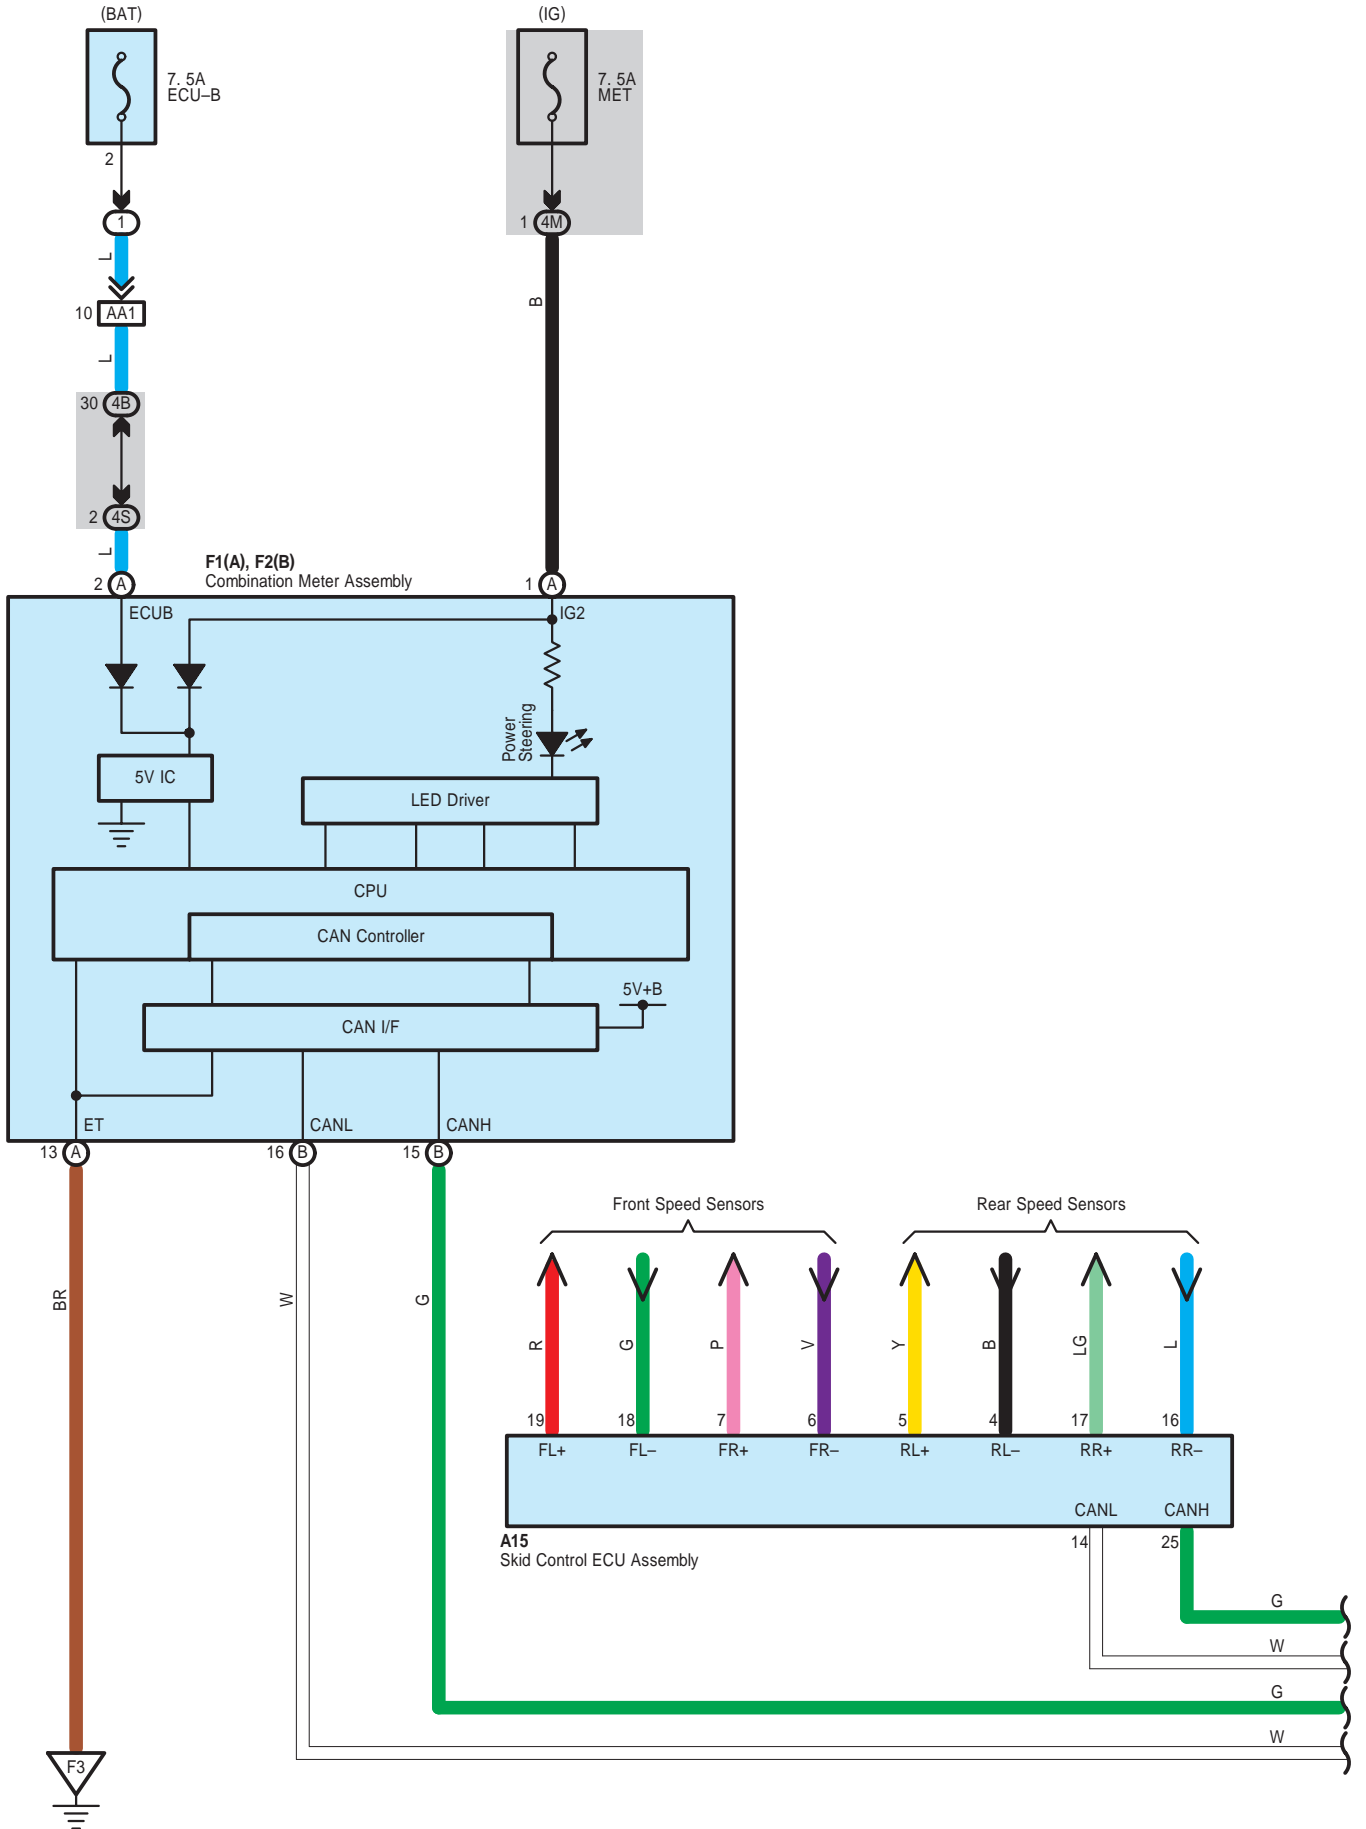 (BAT)
(IG)
7. 5A
ECU–B
7. 5A
MET
2
1
1
4M
L
B
10
AA1
L
30
4B
2
4S
L
F1(A), F2(B)
Combination Meter Assembly
2
A
1
A
ECUB
IG2
Power
Steering
5V IC
LED Driver
CPU
CAN Controller
5V+B
CAN I/F
ET
CANL
CANH
13
A
16
B
15
B
Front Speed Sensors
Rear Speed Sensors
BR
W
G
R
G
P
V
Y
B
LG
L
19
18
7
6
5
4
17
16
FL+
FL–
FR+
FR–
RL+
RL–
RR+
RR–
CANL
CANH
A15
Skid Control ECU Assembly
14
25
G
W
G
W
F3